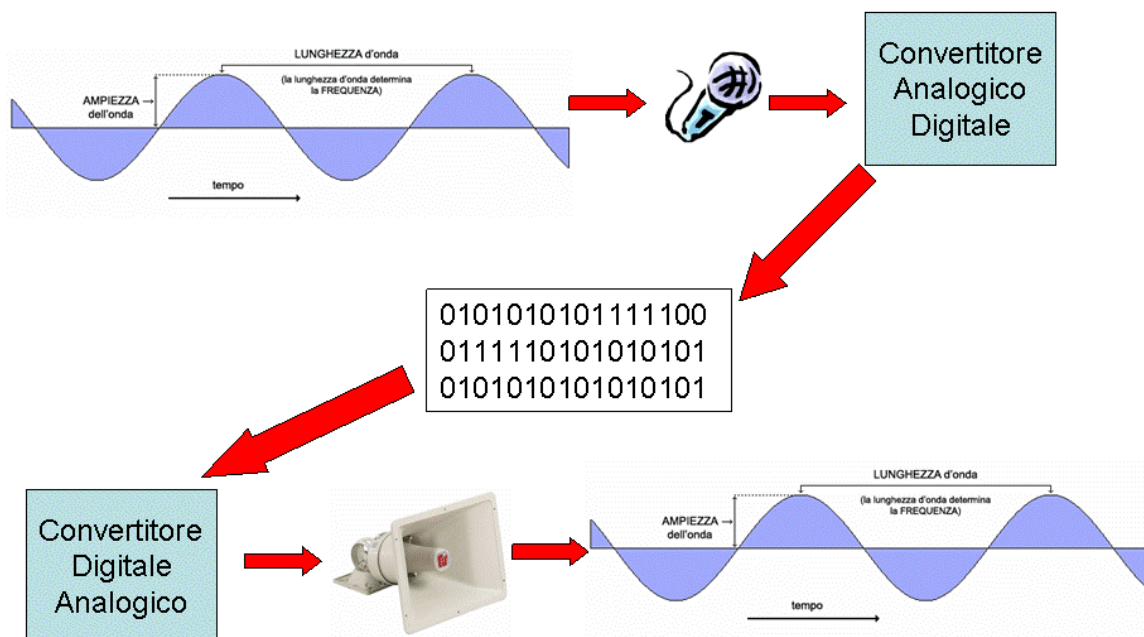 LUNGHEZZA d'onda
(la lunghezza d'onda determina
la FREQUENZA)
AMPIEZZA →
dell'onda
tempo
Convertitore
Analogico
Digitale
0101010101111100
0111110101010101
0101010101010101
Convertitore
Digitale
Analogico
LUNGHEZZA d'onda
(la lunghezza d'onda determina
la FREQUENZA)
AMPIEZZA →
dell'onda
tempo